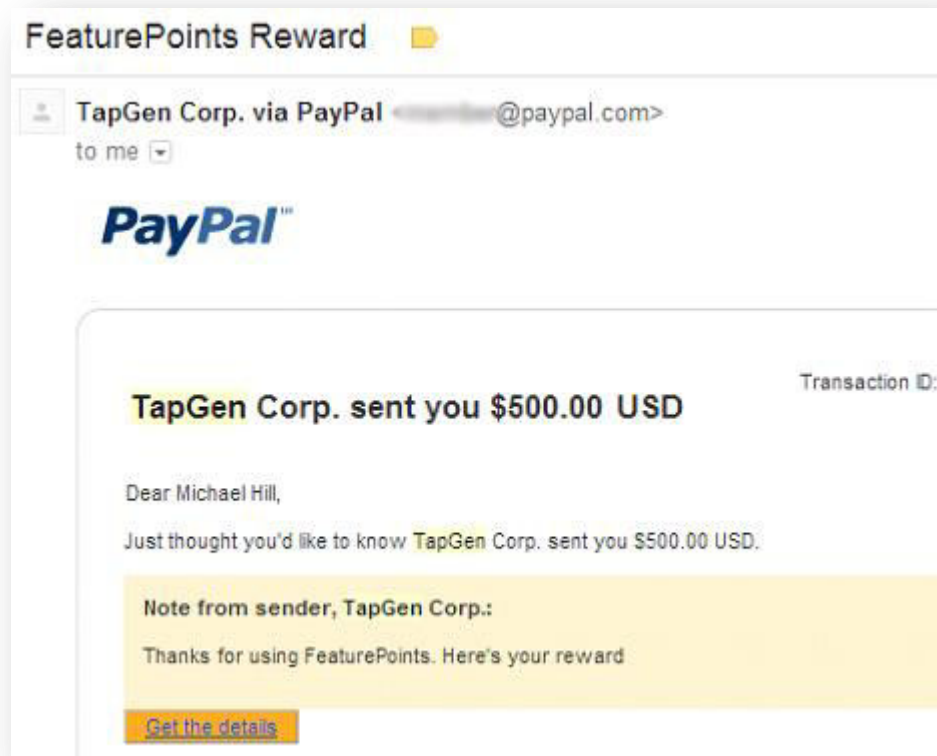 FeaturePoints Reward
TapGen Corp. via PayPal < @paypal.com>
to me
PayPal™
Transaction ID:
TapGen Corp. sent you $500.00 USD
Dear Michael Hill,
Just thought you'd like to know TapGen Corp. sent you $500.00 USD.
Note from sender, TapGen Corp.:
Thanks for using FeaturePoints. Here's your reward
Get the details